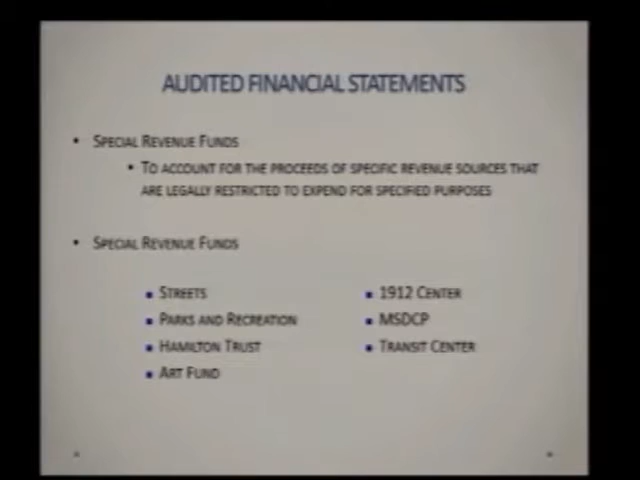 AUDITED FINANCIAL STATEMENTS
• SPECIAL REVENUE FUNDS
• TO ACCOUNT FOR THE PROCEEDS OF SPECIFIC REVENUE SOURCES THAT
ARE LEGALLY RESTRICTED TO EXPEND FOR SPECIFIED PURPOSES
• SPECIAL REVENUE FUNDS
▪ STREETS
▪ PARKS AND RECREATION
▪ HAMILTON TRUST
▪ ART FUND
▪ 1912 CENTER
▪ MSDCP
▪ TRANSIT CENTER